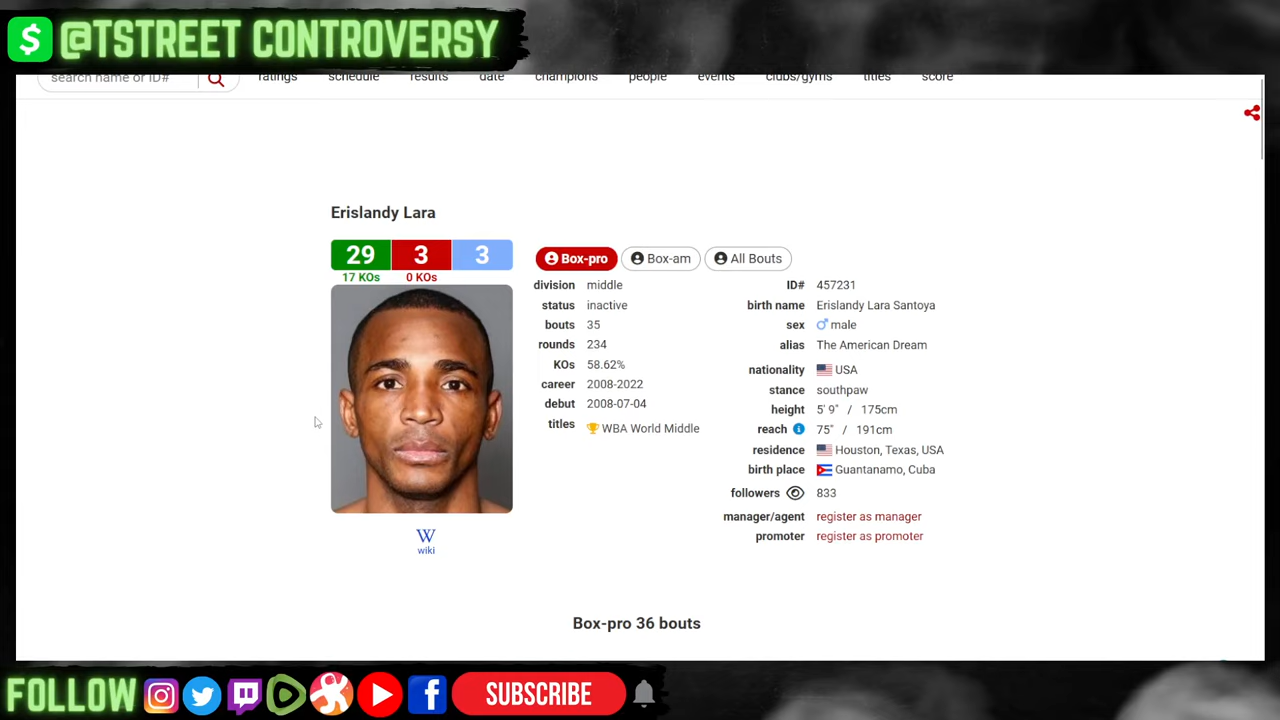 $ @TSTREET CONTROVERSY
search name or ID#
ratings schedule results date champions people events clubs/gyms titles score
Erislandy Lara
29 3 3
17 KOs 0 KOs
Box-pro Box-am All Bouts
division middle
status inactive
bouts 35
rounds 234
KOs 58.62%
career 2008-2022
debut 2008-07-04
titles WBA World Middle
ID# 457231
birth name Erislandy Lara Santoya
sex male
alias The American Dream
nationality USA
stance southpaw
height 5′ 9″ / 175cm
reach 75″ / 191cm
residence Houston, Texas, USA
birth place Guantanamo, Cuba
followers 833
manager/agent register as manager
promoter register as promoter
W
wiki
Box-pro 36 bouts
FOLLOW
SUBSCRIBE